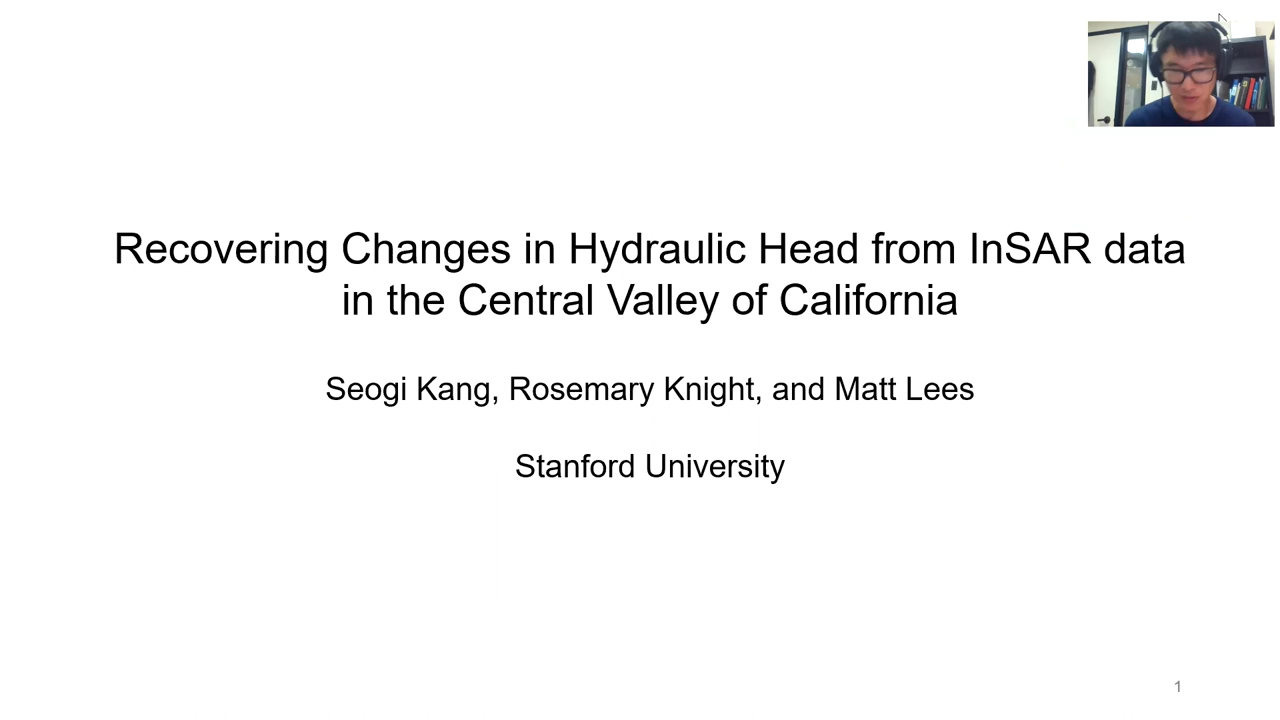 Recovering Changes in Hydraulic Head from InSAR data
in the Central Valley of California
Seogi Kang, Rosemary Knight, and Matt Lees
Stanford University
1